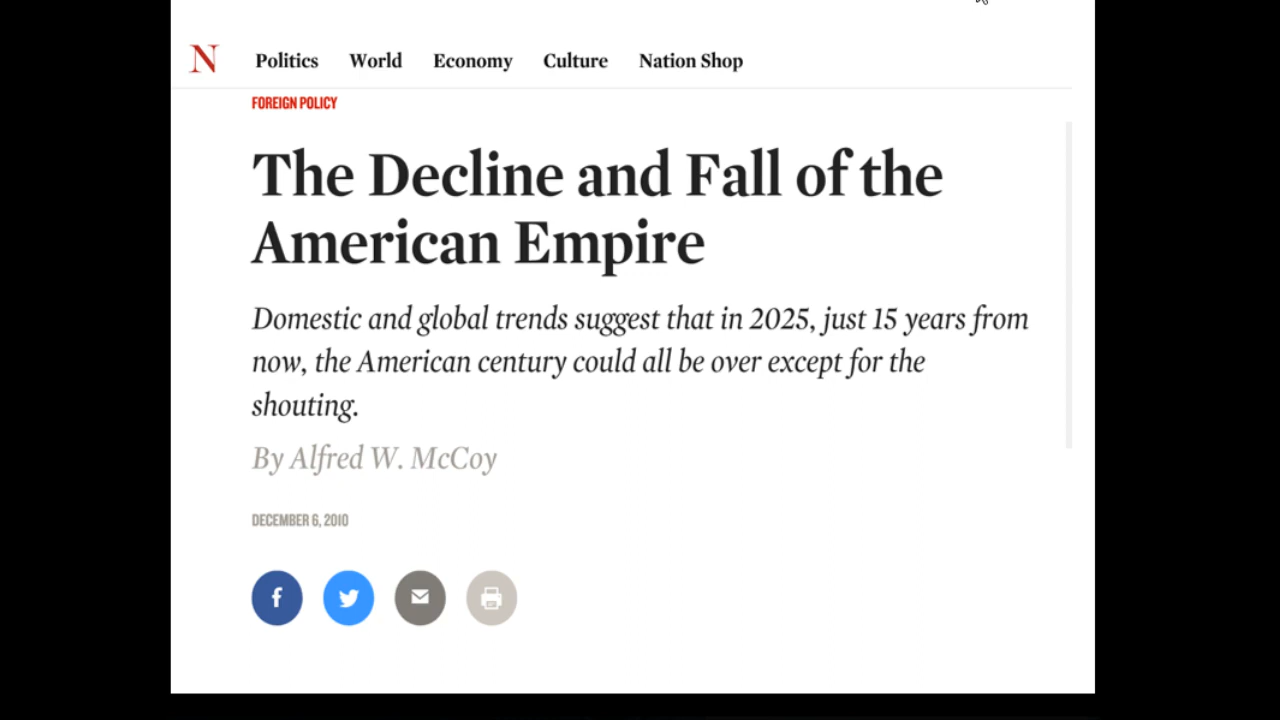 N Politics World Economy Culture Nation Shop
FOREIGN POLICY
The Decline and Fall of the
American Empire
Domestic and global trends suggest that in 2025, just 15 years from
now, the American century could all be over except for the
shouting.
By Alfred W. McCoy
DECEMBER 6, 2010
f